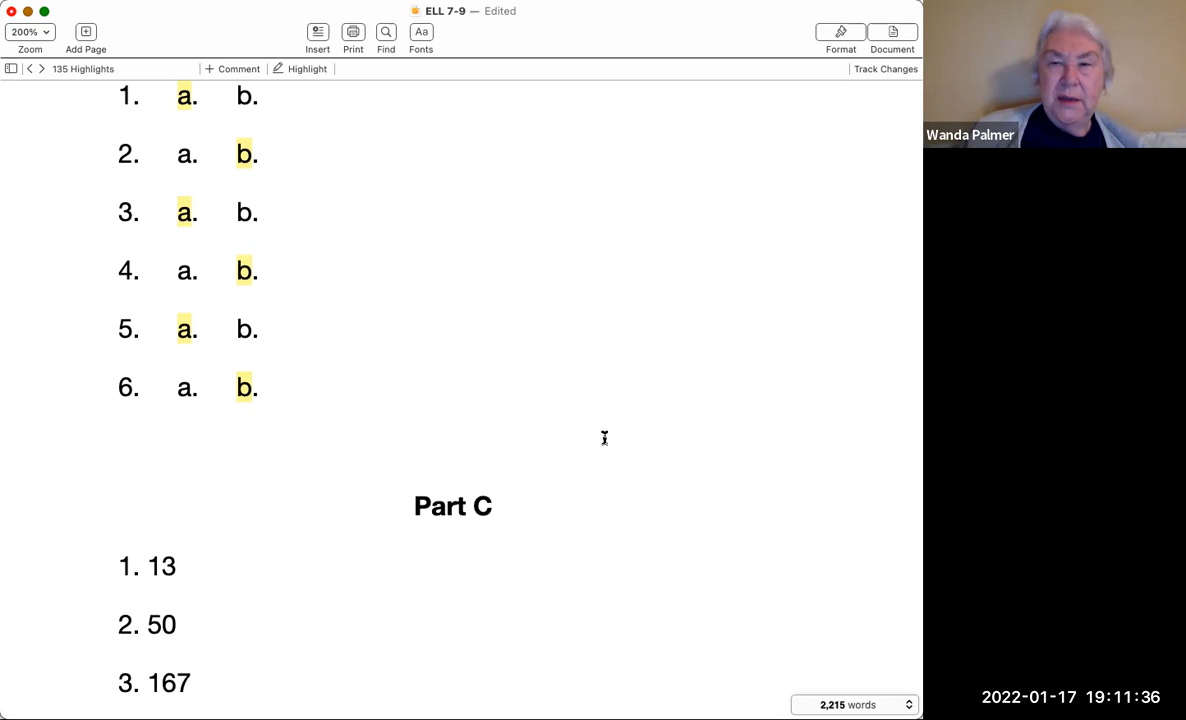 ELL 7-9 — Edited
200%
Zoom
Add Page
Insert
Print
Find
Aa
Fonts
Format
Document
135 Highlights
+ Comment
Highlight
Track Changes
1. a. b.
2. a. b.
3. a. b.
4. a. b.
5. a. b.
6. a. b.
Part C
1. 13
2. 50
3. 167
2,215 words
Wanda Palmer
2022-01-17 19:11:36